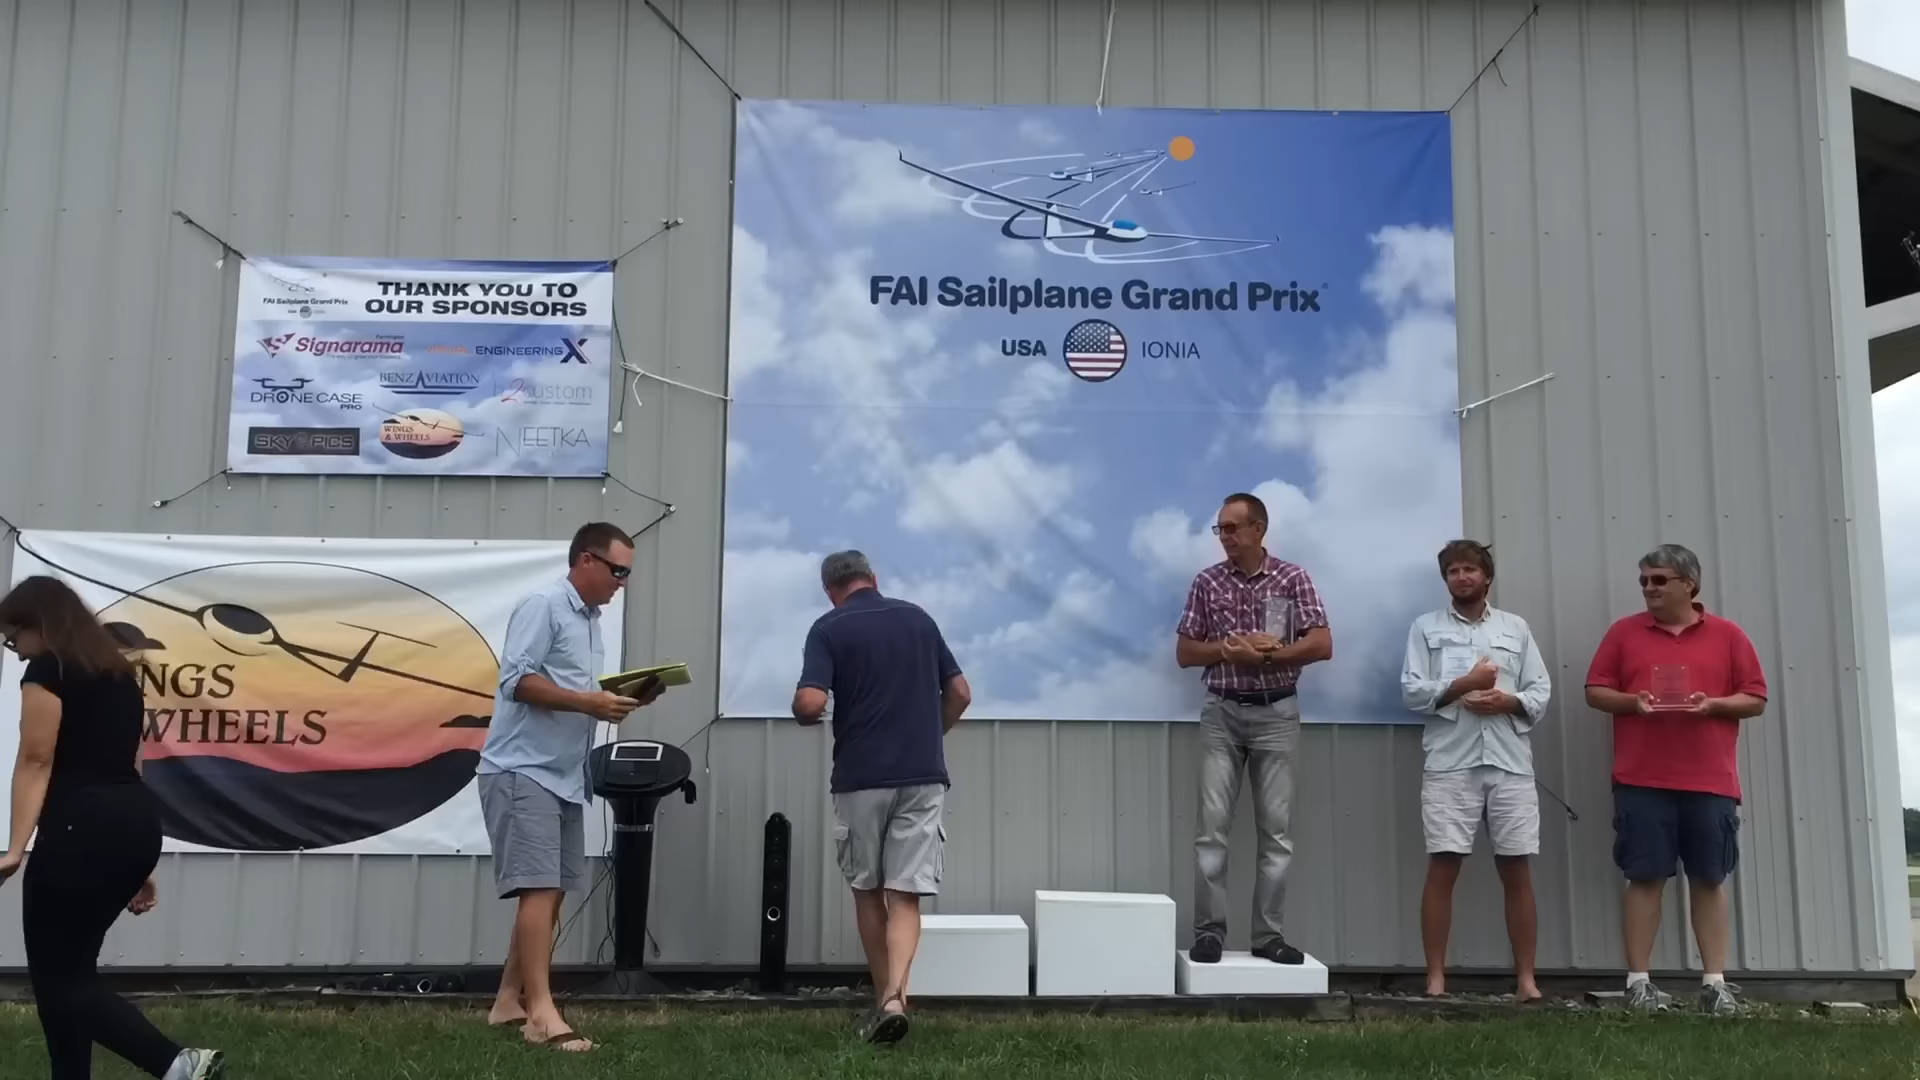 FAI Sailplane Grand Prix
USA IONIA
FAI Sailplane Grand Prix
THANK YOU TO
OUR SPONSORS
Signarama
ENGINEERING X
DRONE CASE
PRO
BENZ AVIATION
custom
SKY PICS
WINGS
& WHEELS
NEETKA
NGS
WHEELS